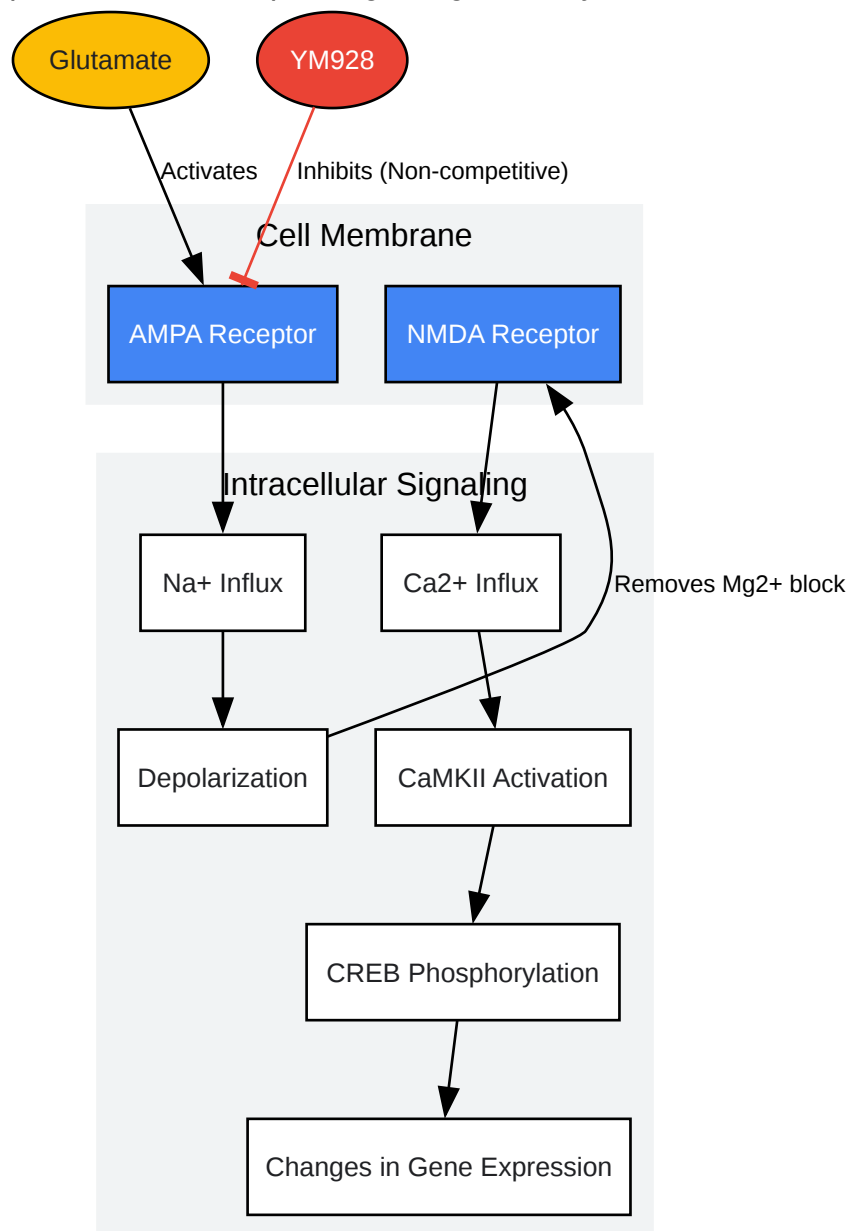 Glutamate
YM928
Activates
Inhibits (Non-competitive)
Cell Membrane
AMPA Receptor
NMDA Receptor
Intracellular Signaling
Na+ Influx
Ca2+ Influx
Removes Mg2+ block
Depolarization
CaMKII Activation
CREB Phosphorylation
Changes in Gene Expression